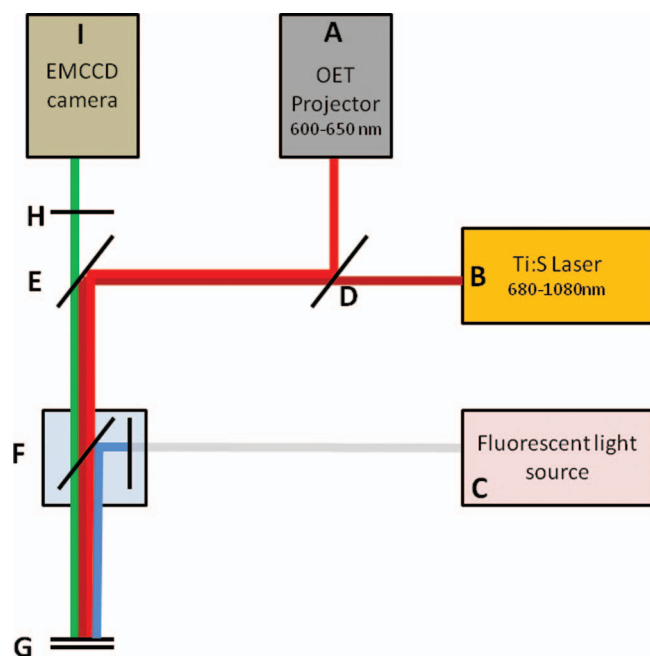 I
EMCCD
camera
A
OET
Projector
600-650 nm
H
E
D
B
Ti:S Laser
680-1080nm
F
Fluorescent light
source
C
G